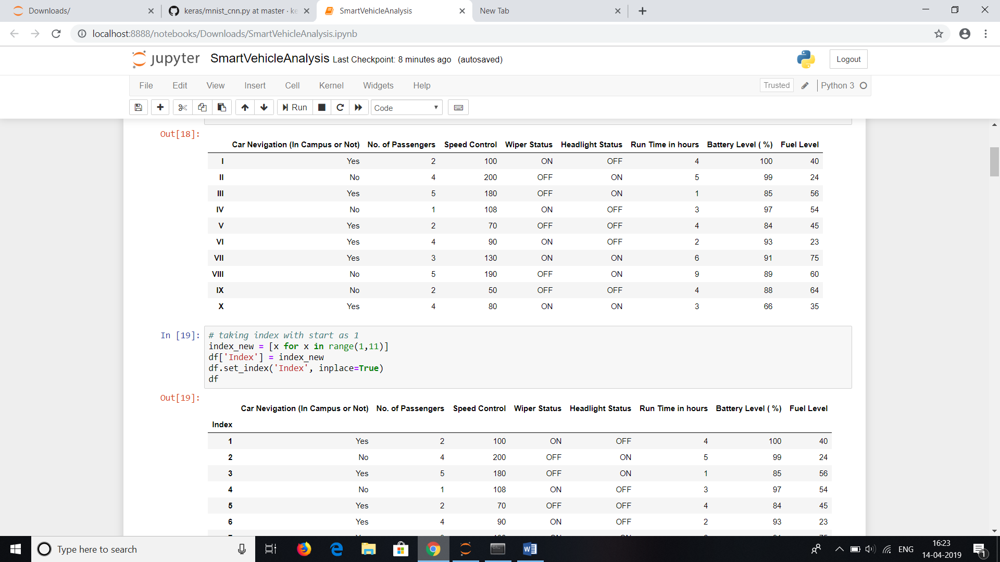 Downloads/
keras/mnist_cnn.py at master · ke
SmartVehicleAnalysis
New Tab
localhost:8888/notebooks/Downloads/SmartVehicleAnalysis.ipynb
jupyter SmartVehicleAnalysis Last Checkpoint: 8 minutes ago (autosaved)
Logout
File Edit View Insert Cell Kernel Widgets Help
Trusted Python 3
Run Code
Out[18]:
Car Nevigation (In Campus or Not) No. of Passengers Speed Control Wiper Status Headlight Status Run Time in hours Battery Level ( %) Fuel Level
I Yes 2 100 ON OFF 4 100 40
II No 4 200 OFF ON 5 99 24
III Yes 5 180 OFF ON 1 85 56
IV No 1 108 ON OFF 3 97 54
V Yes 2 70 OFF OFF 4 84 45
VI Yes 4 90 ON OFF 2 93 23
VII Yes 3 130 ON ON 6 91 75
VIII No 5 190 OFF ON 9 89 60
IX No 2 50 OFF OFF 4 88 64
X Yes 4 80 ON ON 3 66 35
In [19]: # taking index with start as 1
index_new = [x for x in range(1,11)]
df['Index'] = index_new
df.set_index('Index', inplace=True)
df
Out[19]:
Car Nevigation (In Campus or Not) No. of Passengers Speed Control Wiper Status Headlight Status Run Time in hours Battery Level ( %) Fuel Level
Index
1 Yes 2 100 ON OFF 4 100 40
2 No 4 200 OFF ON 5 99 24
3 Yes 5 180 OFF ON 1 85 56
4 No 1 108 ON OFF 3 97 54
5 Yes 2 70 OFF OFF 4 84 45
6 Yes 4 90 ON OFF 2 93 23
Type here to search
ENG
16:23
14-04-2019
1